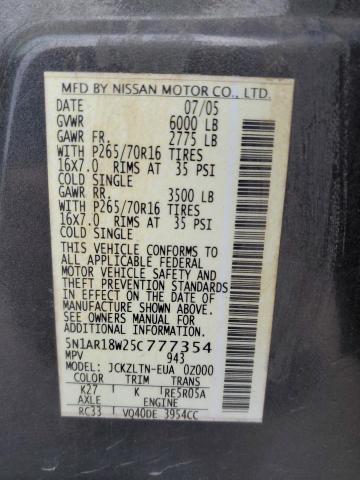 MFD BY NISSAN MOTOR CO., LTD.
DATE 07/05
GVWR 6000 LB
GAWR FR. 2775 LB
WITH P265/70R16 TIRES
16X7.0 RIMS AT 35 PSI
COLD SINGLE
GAWR RR. 3500 LB
WITH P265/70R16 TIRES
16X7.0 RIMS AT 35 PSI
COLD SINGLE
THIS VEHICLE CONFORMS TO
ALL APPLICABLE FEDERAL
MOTOR VEHICLE SAFETY AND
THEFT PREVENTION STANDARDS
IN EFFECT ON THE DATE OF
MANUFACTURE SHOWN ABOVE.
SEE OWNERS MANUAL FOR
ADDITIONAL INFORMATION.
5N1AR18W25C777354
MPV 943
MODEL: JCKZLTN-EUA 0Z000
COLOR TRIM TRANS
K27 K RE5R05A
AXLE ENGINE
RC33 VQ40DE 3954CC